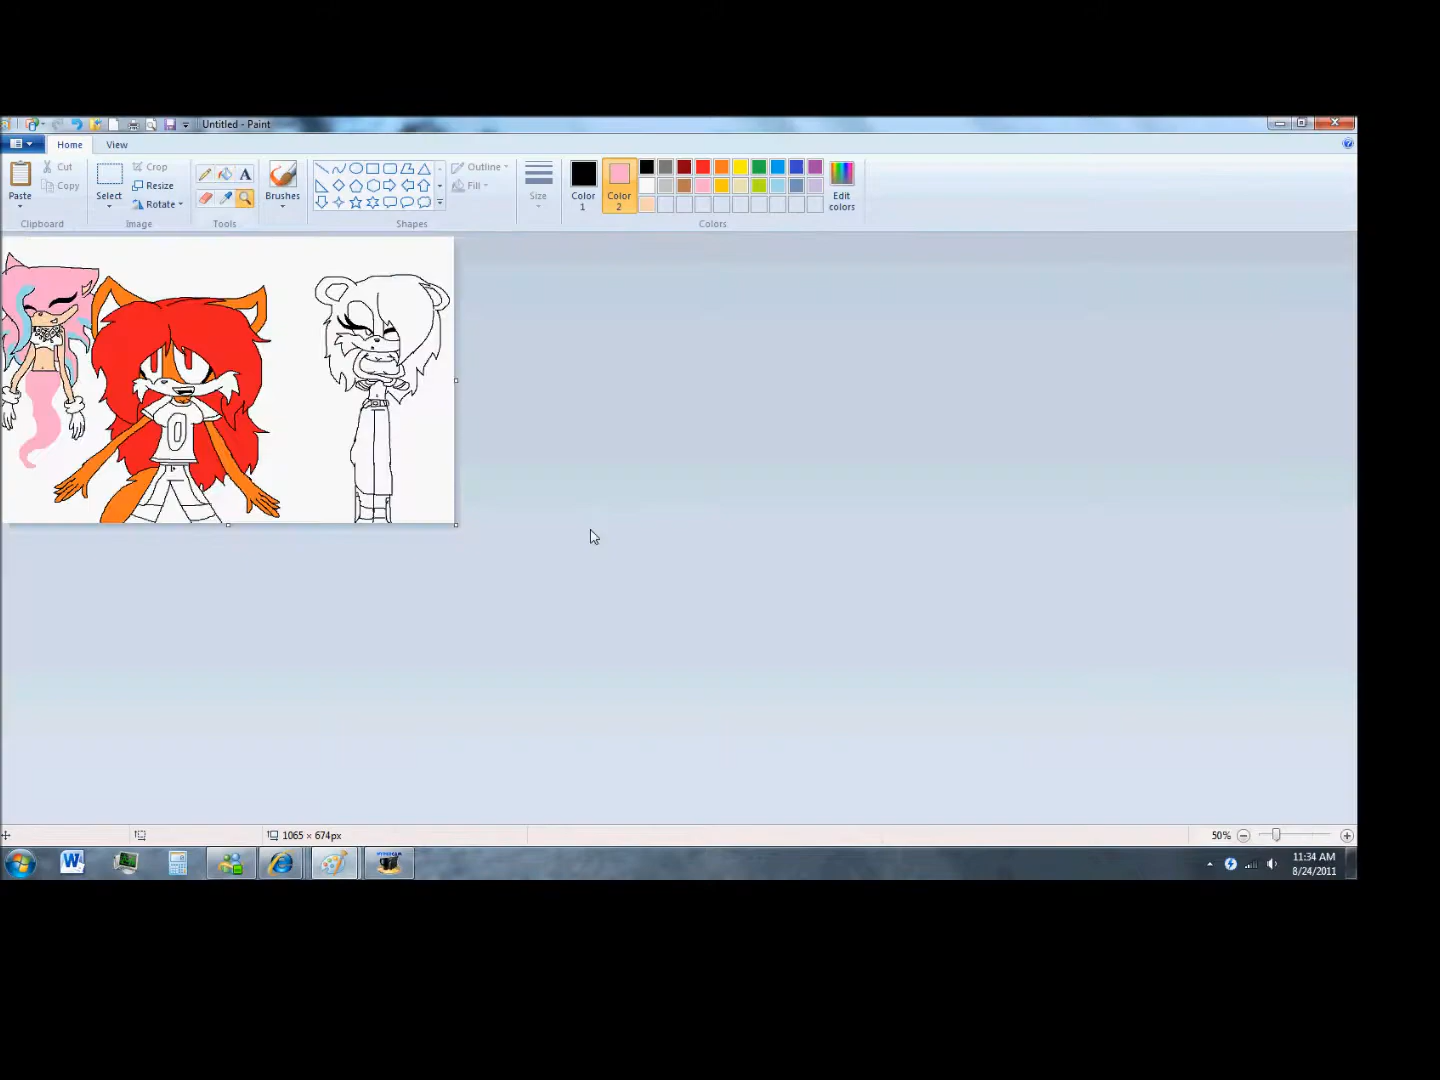 Untitled - Paint
Home View
Paste Cut Copy
Clipboard
Select Crop Resize Rotate
Image
A
Tools
Brushes
Shapes
Outline Fill
Size
Color 1
Color 2
Edit colors
Colors
0
1065 × 674px
50%
W
11:34 AM
8/24/2011